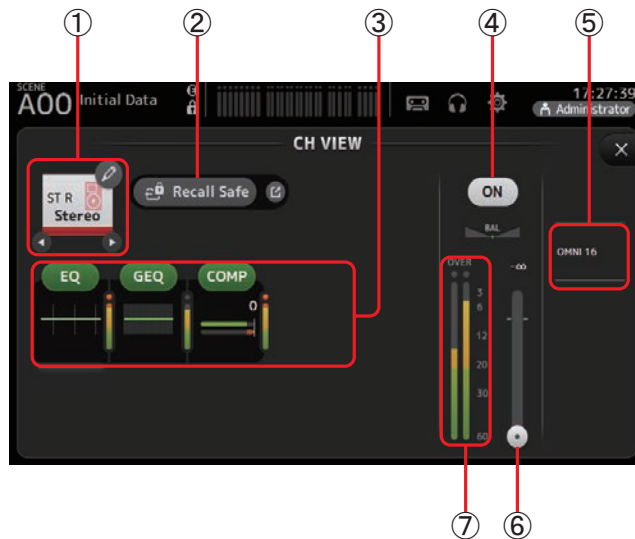 ① ② ③ ④ ⑤
SCENE
A00 Initial Data
17:27:39
Administrator
CH VIEW
ST R
Stereo
Recall Safe
ON
BAL
OMNI 16
EQ GEQ COMP
0
OVER
-∞
3
6
12
20
30
60
⑦ ⑥